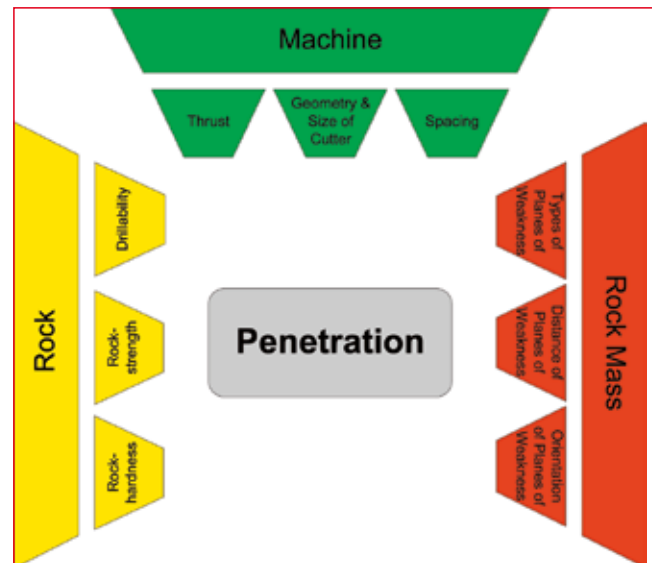 Machine
Thrust
Geometry &
Size of
Cutter
Spacing
Rock
Drillability
Rock-
strength
Rock-
hardness
Penetration
Types of
Planes of
Weakness
Distance of
Planes of
Weakness
Orientation
of Planes of
Weakness
Rock Mass